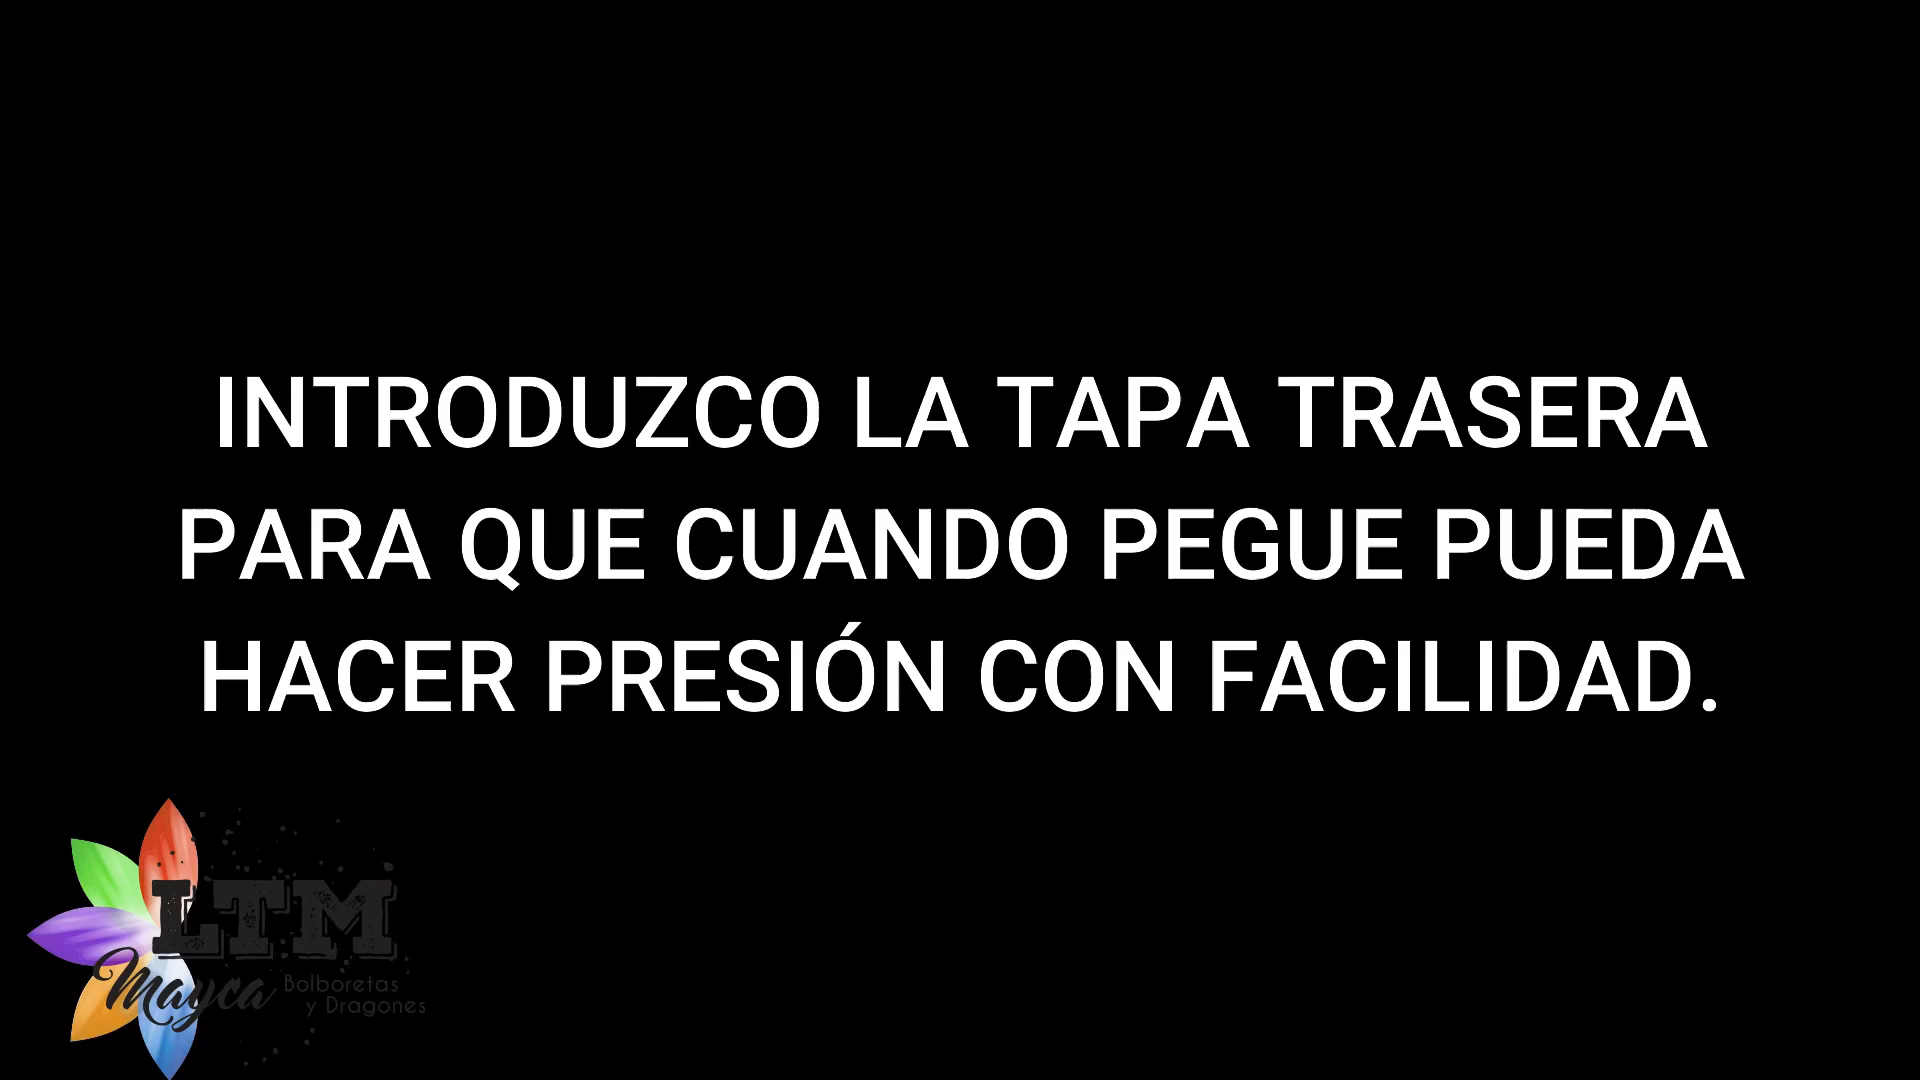 INTRODUZCO LA TAPA TRASERA
PARA QUE CUANDO PEGUE PUEDA
HACER PRESIÓN CON FACILIDAD.
LTM
Mayca
Bolboretas
y Dragones